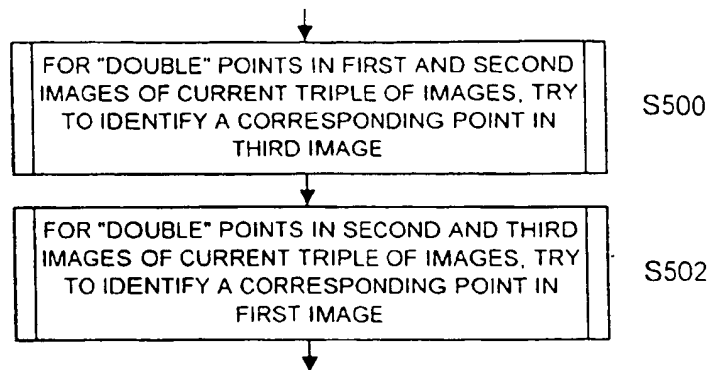 FOR "DOUBLE" POINTS IN FIRST AND SECOND
IMAGES OF CURRENT TRIPLE OF IMAGES, TRY
TO IDENTIFY A CORRESPONDING POINT IN
THIRD IMAGE
S500
FOR "DOUBLE" POINTS IN SECOND AND THIRD
IMAGES OF CURRENT TRIPLE OF IMAGES, TRY
TO IDENTIFY A CORRESPONDING POINT IN
FIRST IMAGE
S502